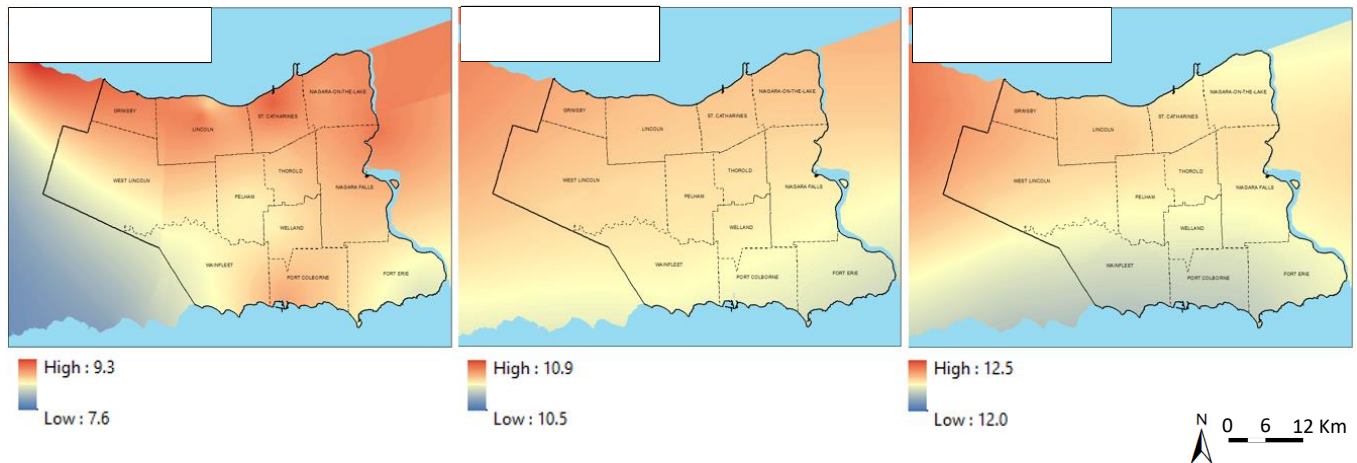 GRIMSBY
LINCOLN
ST. CATHARINES
NIAGARA-ON-THE-LAKE
WEST LINCOLN
PELHAM
THOROLD
NIAGARA FALLS
WELLAND
WAINFLEET
PORT COLBORNE
FORT ERIE
High : 9.3
Low : 7.6
GRIMSBY
LINCOLN
ST. CATHARINES
NIAGARA-ON-THE-LAKE
WEST LINCOLN
PELHAM
THOROLD
NIAGARA FALLS
WELLAND
WAINFLEET
PORT COLBORNE
FORT ERIE
High : 10.9
Low : 10.5
GRIMSBY
LINCOLN
ST. CATHARINES
NIAGARA-ON-THE-LAKE
WEST LINCOLN
PELHAM
THOROLD
NIAGARA FALLS
WELLAND
WAINFLEET
PORT COLBORNE
FORT ERIE
High : 12.5
Low : 12.0
N
0 6 12 Km